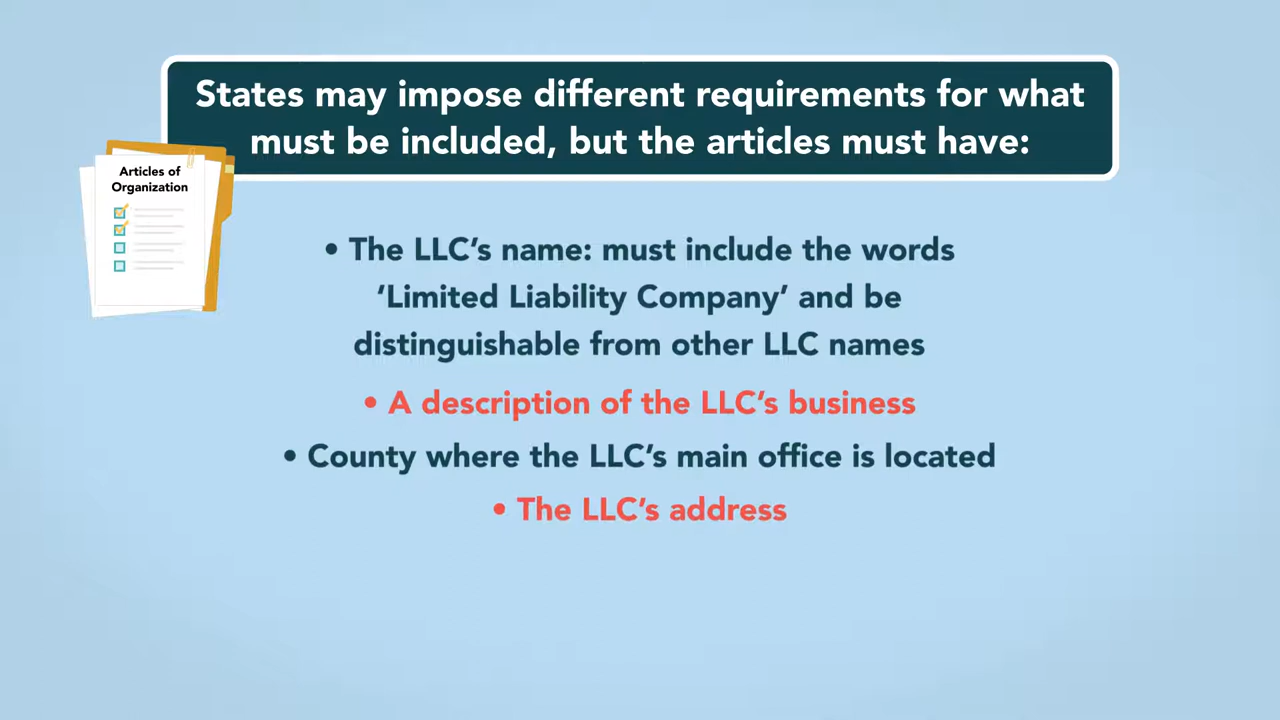 States may impose different requirements for what
must be included, but the articles must have:
Articles of
Organization
• The LLC’s name: must include the words
‘Limited Liability Company’ and be
distinguishable from other LLC names
• A description of the LLC’s business
• County where the LLC’s main office is located
• The LLC’s address